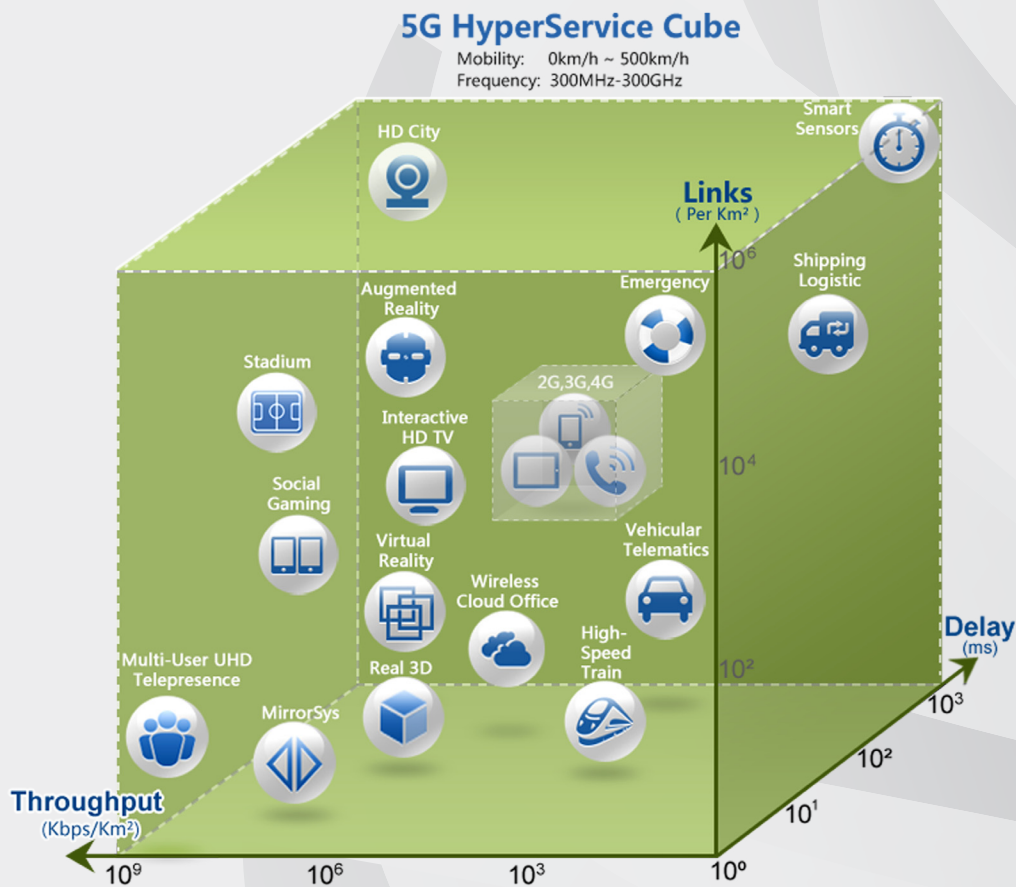 5G HyperService Cube
Mobility: 0km/h ~ 500km/h
Frequency: 300MHz-300GHz
Smart
Sensors
HD City
Links
( Per Km² )
10⁶
Shipping
Logistic
Augmented
Reality
Emergency
Stadium
2G,3G,4G
Interactive
HD TV
10⁴
Social
Gaming
Virtual
Reality
Vehicular
Telematics
Wireless
Cloud Office
High-
Speed
Train
Delay
(ms)
Multi-User UHD
Telepresence
Real 3D
10²
MirrorSys
10³
10²
10¹
Throughput
(Kbps/Km²)
10⁹
10⁶
10³
10⁰